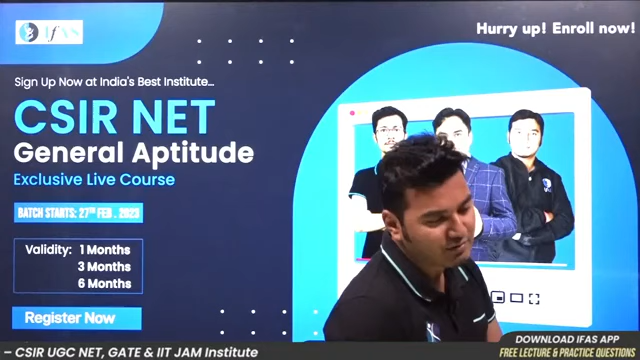 IFAS
Hurry up! Enroll now!
Sign Up Now at India's Best Institute...
CSIR NET
General Aptitude
Exclusive Live Course
BATCH STARTS: 27TH FEB . 2023
Validity: 1 Months
3 Months
6 Months
Register Now
– CSIR UGC NET, GATE & IIT JAM Institute
DOWNLOAD IFAS APP
FREE LECTURE & PRACTICE QUESTIONS